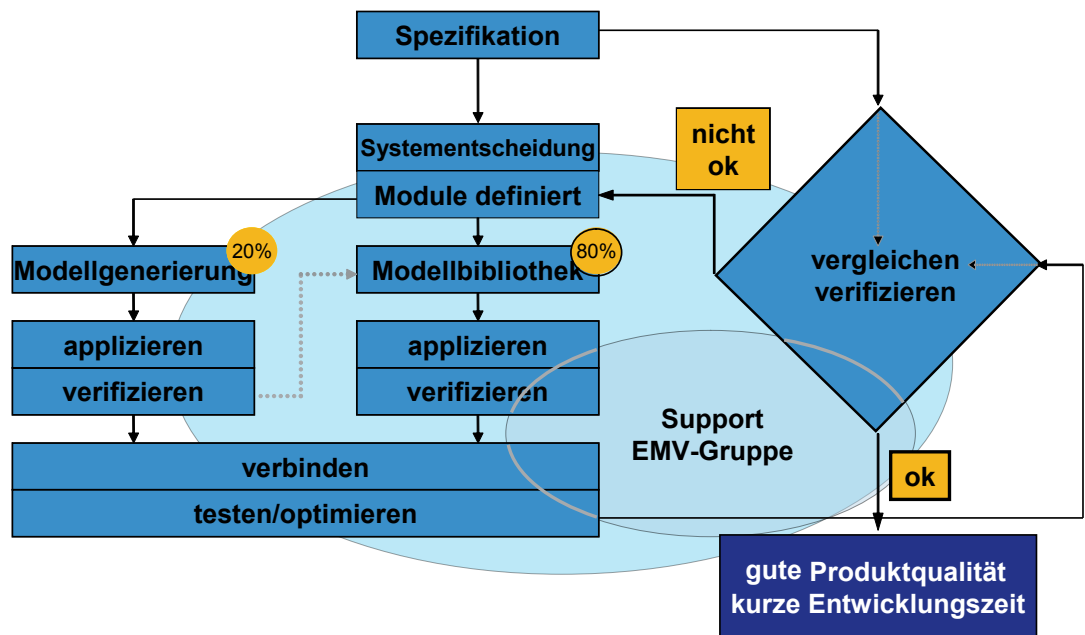 Spezifikation
nicht
ok
Systementscheidung
Module definiert
20%
80%
Modellgenerierung
Modellbibliothek
vergleichen
verifizieren
applizieren
verifizieren
applizieren
verifizieren
Support
EMV-Gruppe
verbinden
testen/optimieren
ok
gute Produktqualität
kurze Entwicklungszeit